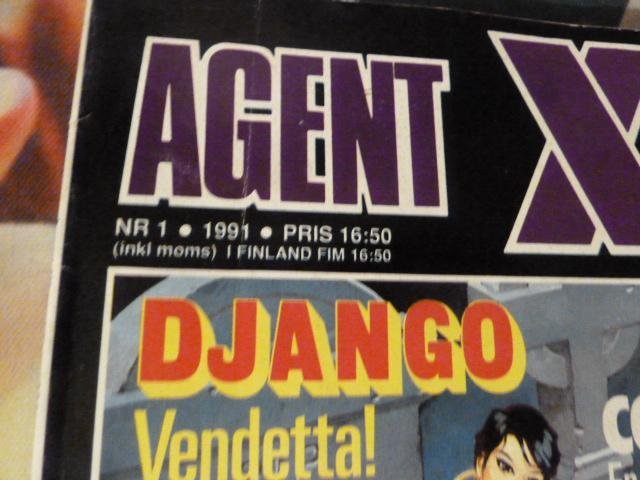 AGENT X
NR 1 • 1991 • PRIS 16:50
(inkl moms) I FINLAND FIM 16:50
DJANGO
Vendetta!